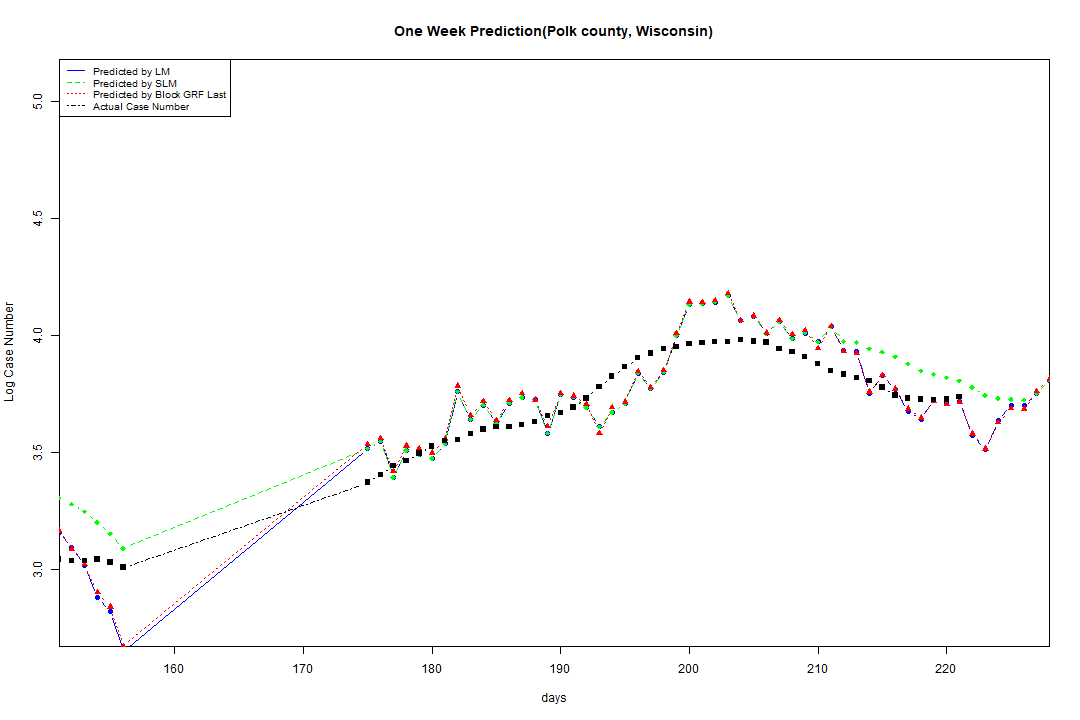 One Week Prediction(Polk county, Wisconsin)
Predicted by LM
Predicted by SLM
Predicted by Block GRF Last
Actual Case Number
5.0
4.5
4.0
3.5
3.0
Log Case Number
160 170 180 190 200 210 220
days